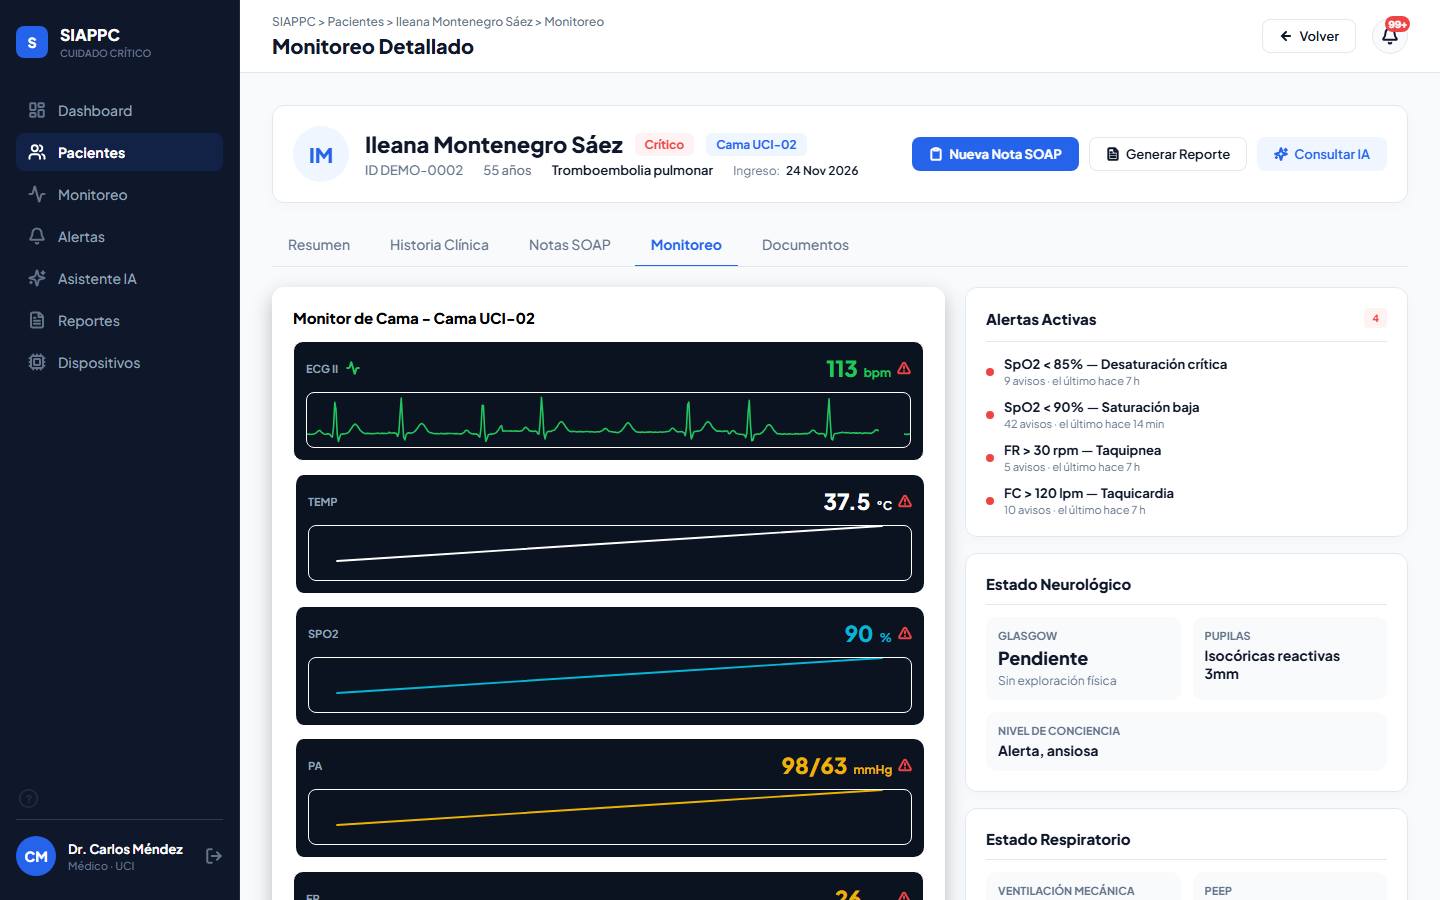 S
SIAPPC
CUIDADO CRÍTICO
Dashboard
Pacientes
Monitoreo
Alertas
Asistente IA
Reportes
Dispositivos
?
CM
Dr. Carlos Méndez
Médico · UCI
SIAPPC > Pacientes > Ileana Montenegro Sáez > Monitoreo
Monitoreo Detallado
Volver
99+
IM
Ileana Montenegro Sáez
Crítico
Cama UCI-02
ID DEMO-0002
55 años
Tromboembolia pulmonar
Ingreso: 24 Nov 2026
Nueva Nota SOAP
Generar Reporte
Consultar IA
Resumen
Historia Clínica
Notas SOAP
Monitoreo
Documentos
Monitor de Cama – Cama UCI-02
ECG II
113 bpm
TEMP
37.5 °C
SPO2
90 %
PA
98/63 mmHg
FR
26
Alertas Activas
4
SpO2 < 85% — Desaturación crítica
9 avisos · el último hace 7 h
SpO2 < 90% — Saturación baja
42 avisos · el último hace 14 min
FR > 30 rpm — Taquipnea
5 avisos · el último hace 7 h
FC > 120 lpm — Taquicardia
10 avisos · el último hace 7 h
Estado Neurológico
GLASGOW
Pendiente
Sin exploración física
PUPILAS
Isocóricas reactivas
3mm
NIVEL DE CONCIENCIA
Alerta, ansiosa
Estado Respiratorio
VENTILACIÓN MECÁNICA
PEEP